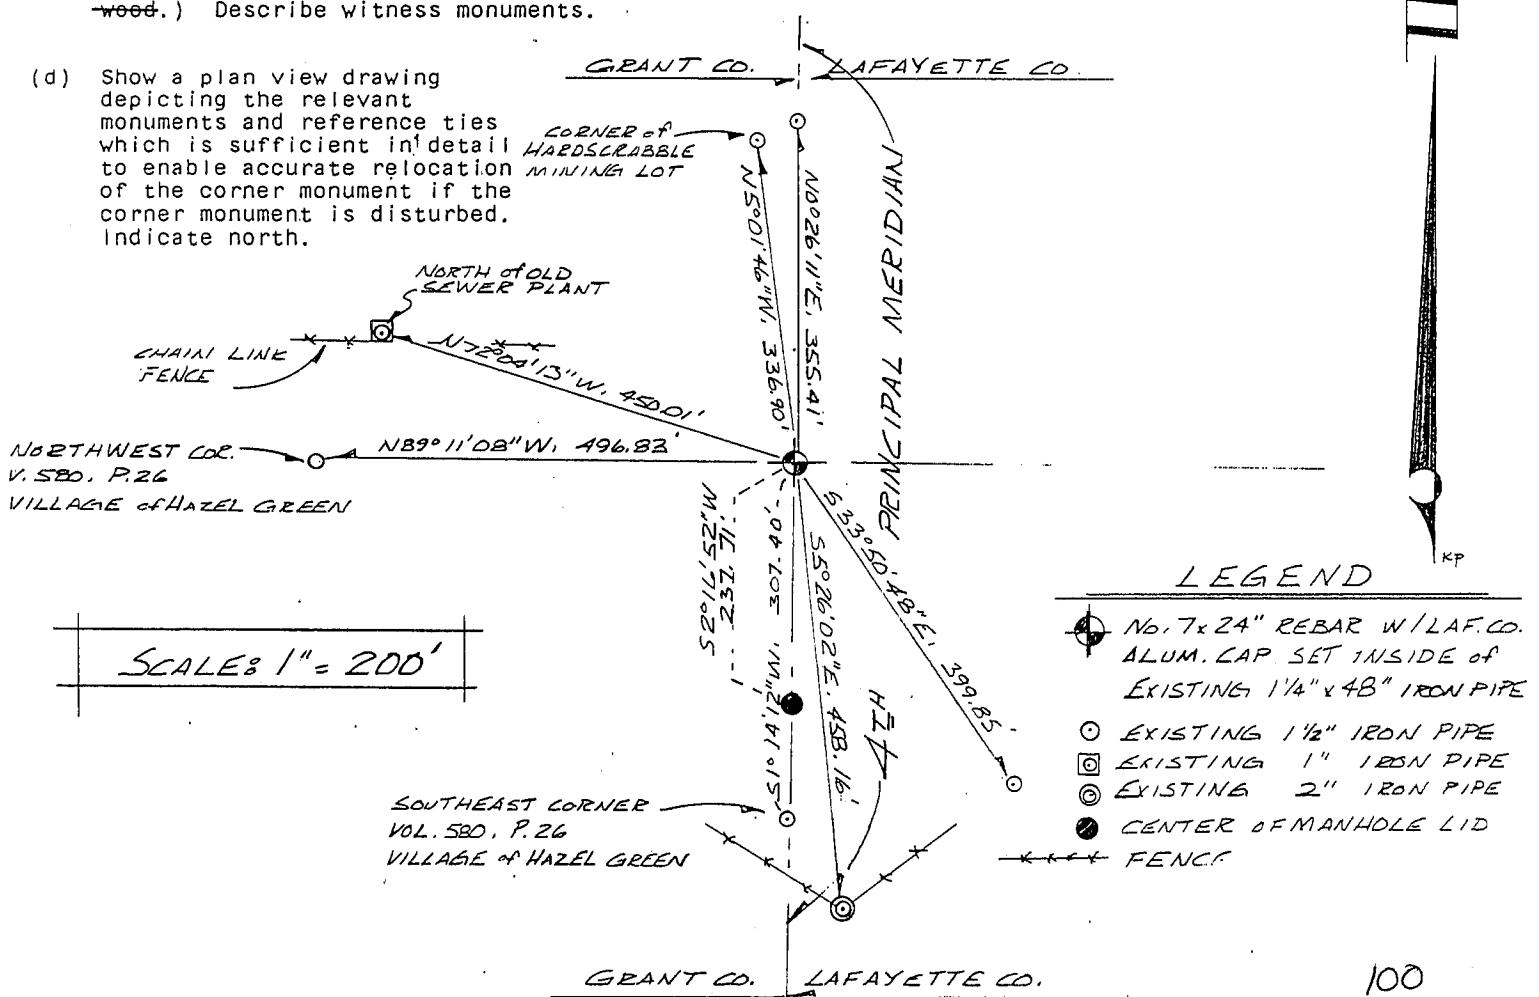 wood.) Describe witness monuments.
(d) Show a plan view drawing
depicting the relevant
monuments and reference ties
which is sufficient in detail
to enable accurate relocation
of the corner monument if the
corner monument is disturbed.
Indicate north.
GRANT CO. LAFAYETTE CO.
CORNER of
HARDSCRABBLE
MINING LOT
N5°01'46"W, 336.90'
N0°26'11"E, 355.41'
PRINCIPAL MERIDIAN
NORTH of OLD
SEWER PLANT
CHAIN LINK
FENCE
N72°04'13"W, 450.01'
NORTHWEST COR.
V. 580, P. 26
VILLAGE of HAZEL GREEN
N89°11'08"W, 496.83'
S2°16'52"W
237.71'
S1°14'12"W, 307.40'
S5°26'02"E, 458.16'
S33°50'48"E, 399.85'
4TH
SCALE: 1" = 200'
SOUTHEAST CORNER
VOL. 580, P. 26
VILLAGE of HAZEL GREEN
KP
LEGEND
No. 7 x 24" REBAR W/LAF. CO.
ALUM. CAP SET INSIDE of
EXISTING 1 1/4" x 48" IRON PIPE
EXISTING 1 1/2" IRON PIPE
EXISTING 1" IRON PIPE
EXISTING 2" IRON PIPE
CENTER OF MANHOLE LID
FENCE
GRANT CO. LAFAYETTE CO.
100